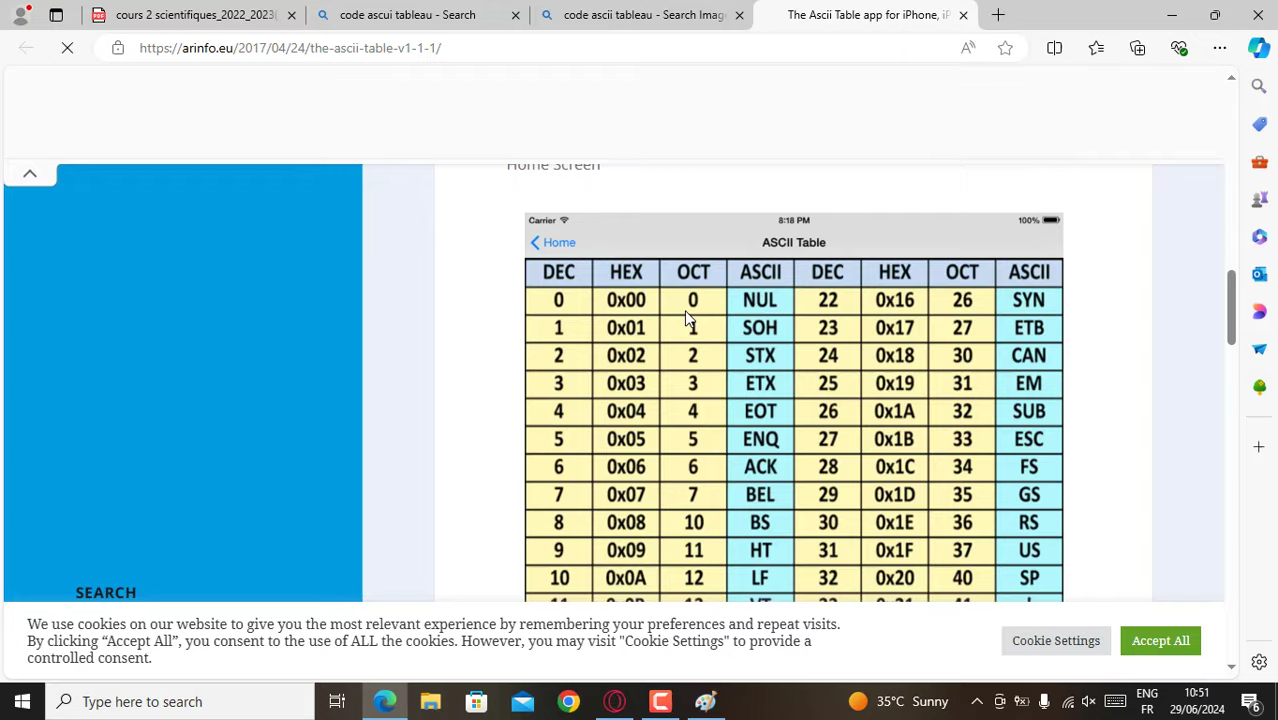 cours 2 scientifiques_2022_2023(
code ascui tableau - Search
code ascii tableau - Search Imag
The Ascii Table app for iPhone, iP
https://arinfo.eu/2017/04/24/the-ascii-table-v1-1-1/
Home Screen
Carrier 8:18 PM 100%
Home ASCII Table
DEC HEX OCT ASCII DEC HEX OCT ASCII
0 0x00 0 NUL 22 0x16 26 SYN
1 0x01 1 SOH 23 0x17 27 ETB
2 0x02 2 STX 24 0x18 30 CAN
3 0x03 3 ETX 25 0x19 31 EM
4 0x04 4 EOT 26 0x1A 32 SUB
5 0x05 5 ENQ 27 0x1B 33 ESC
6 0x06 6 ACK 28 0x1C 34 FS
7 0x07 7 BEL 29 0x1D 35 GS
8 0x08 10 BS 30 0x1E 36 RS
9 0x09 11 HT 31 0x1F 37 US
10 0x0A 12 LF 32 0x20 40 SP
SEARCH
We use cookies on our website to give you the most relevant experience by remembering your preferences and repeat visits.
By clicking “Accept All”, you consent to the use of ALL the cookies. However, you may visit "Cookie Settings" to provide a
controlled consent.
Cookie Settings
Accept All
Type here to search
35°C Sunny
ENG 10:51
FR 29/06/2024
6